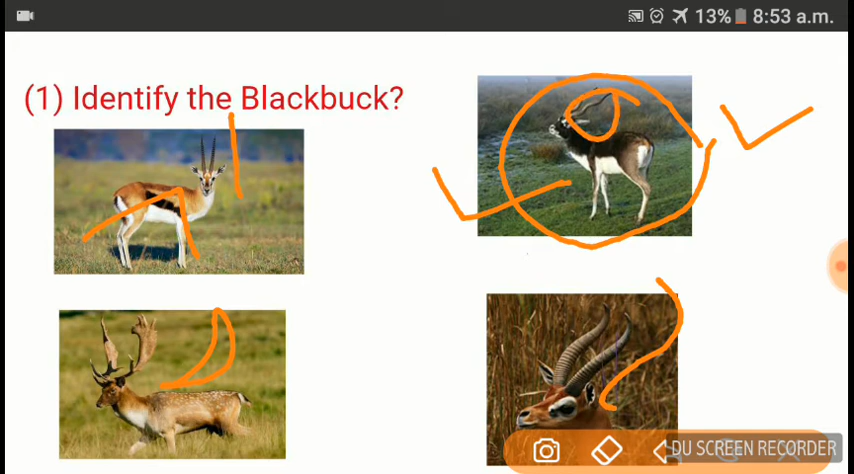 13% 8:53 a.m.
(1) Identify the Blackbuck?
DU SCREEN RECORDER